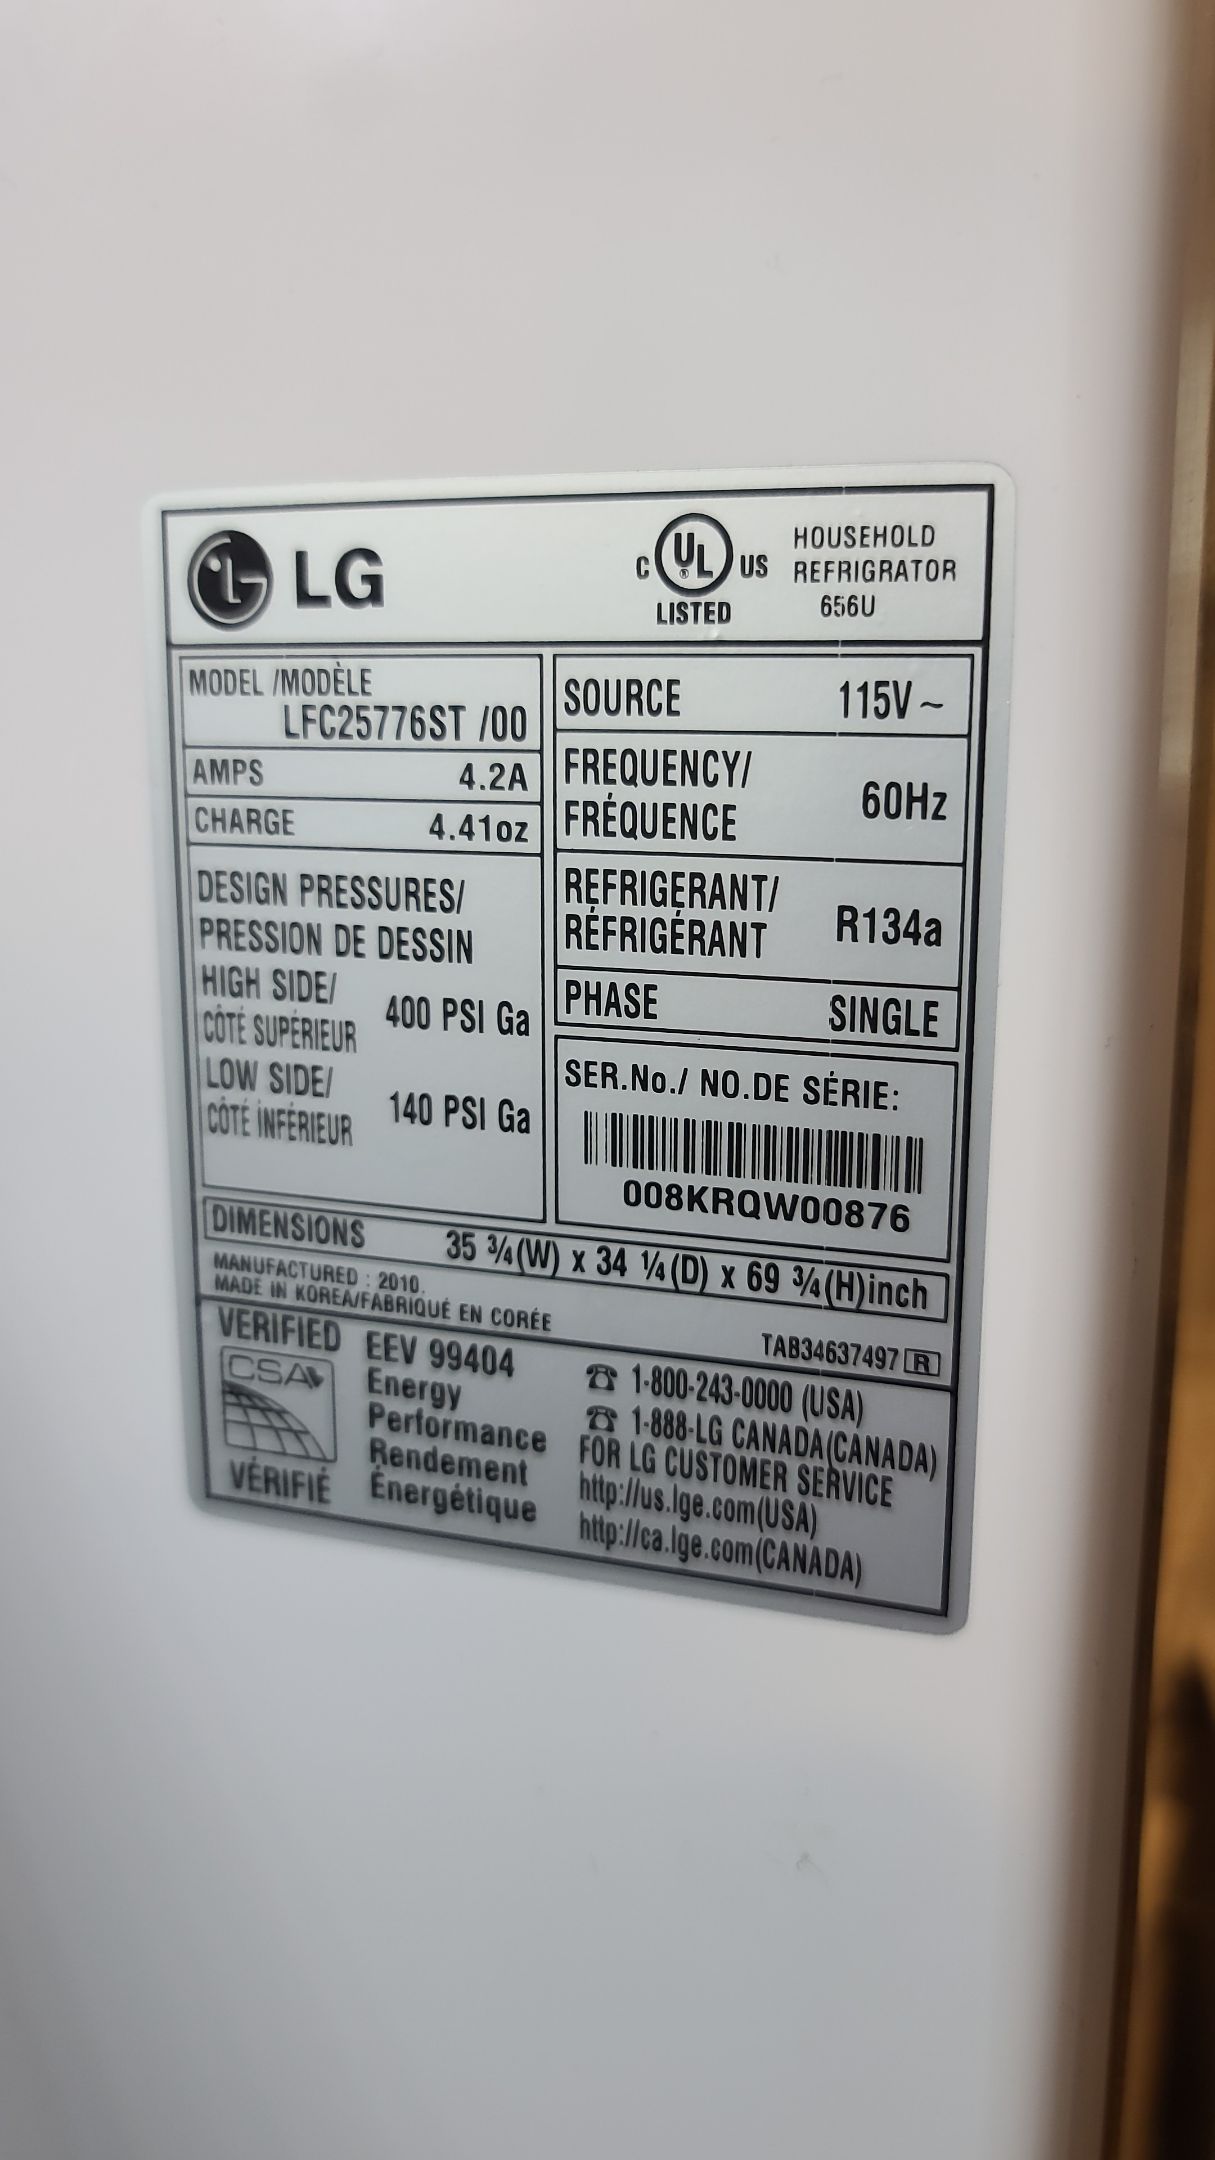 LG
C UL US
LISTED
HOUSEHOLD
REFRIGRATOR
656U
MODEL /MODÈLE
LFC25776ST /00
AMPS 4.2A
CHARGE 4.41oz
DESIGN PRESSURES/
PRESSION DE DESSIN
HIGH SIDE/
CÔTÉ SUPÉRIEUR 400 PSI Ga
LOW SIDE/
CÔTÉ INFÉRIEUR 140 PSI Ga
SOURCE 115V~
FREQUENCY/
FRÉQUENCE 60Hz
REFRIGERANT/
RÉFRIGÉRANT R134a
PHASE SINGLE
SER.No./ NO.DE SÉRIE:
008KRQW00876
DIMENSIONS 35 ¾(W) x 34 ¼(D) x 69 ¾(H)inch
MANUFACTURED : 2010.
MADE IN KOREA/FABRIQUÉ EN CORÉE
TAB34637497 R
VERIFIED
CSA
VÉRIFIÉ
EEV 99404
Energy
Performance
Rendement
Énergétique
☎ 1-800-243-0000 (USA)
☎ 1-888-LG CANADA(CANADA)
FOR LG CUSTOMER SERVICE
http://us.lge.com(USA)
http://ca.lge.com(CANADA)